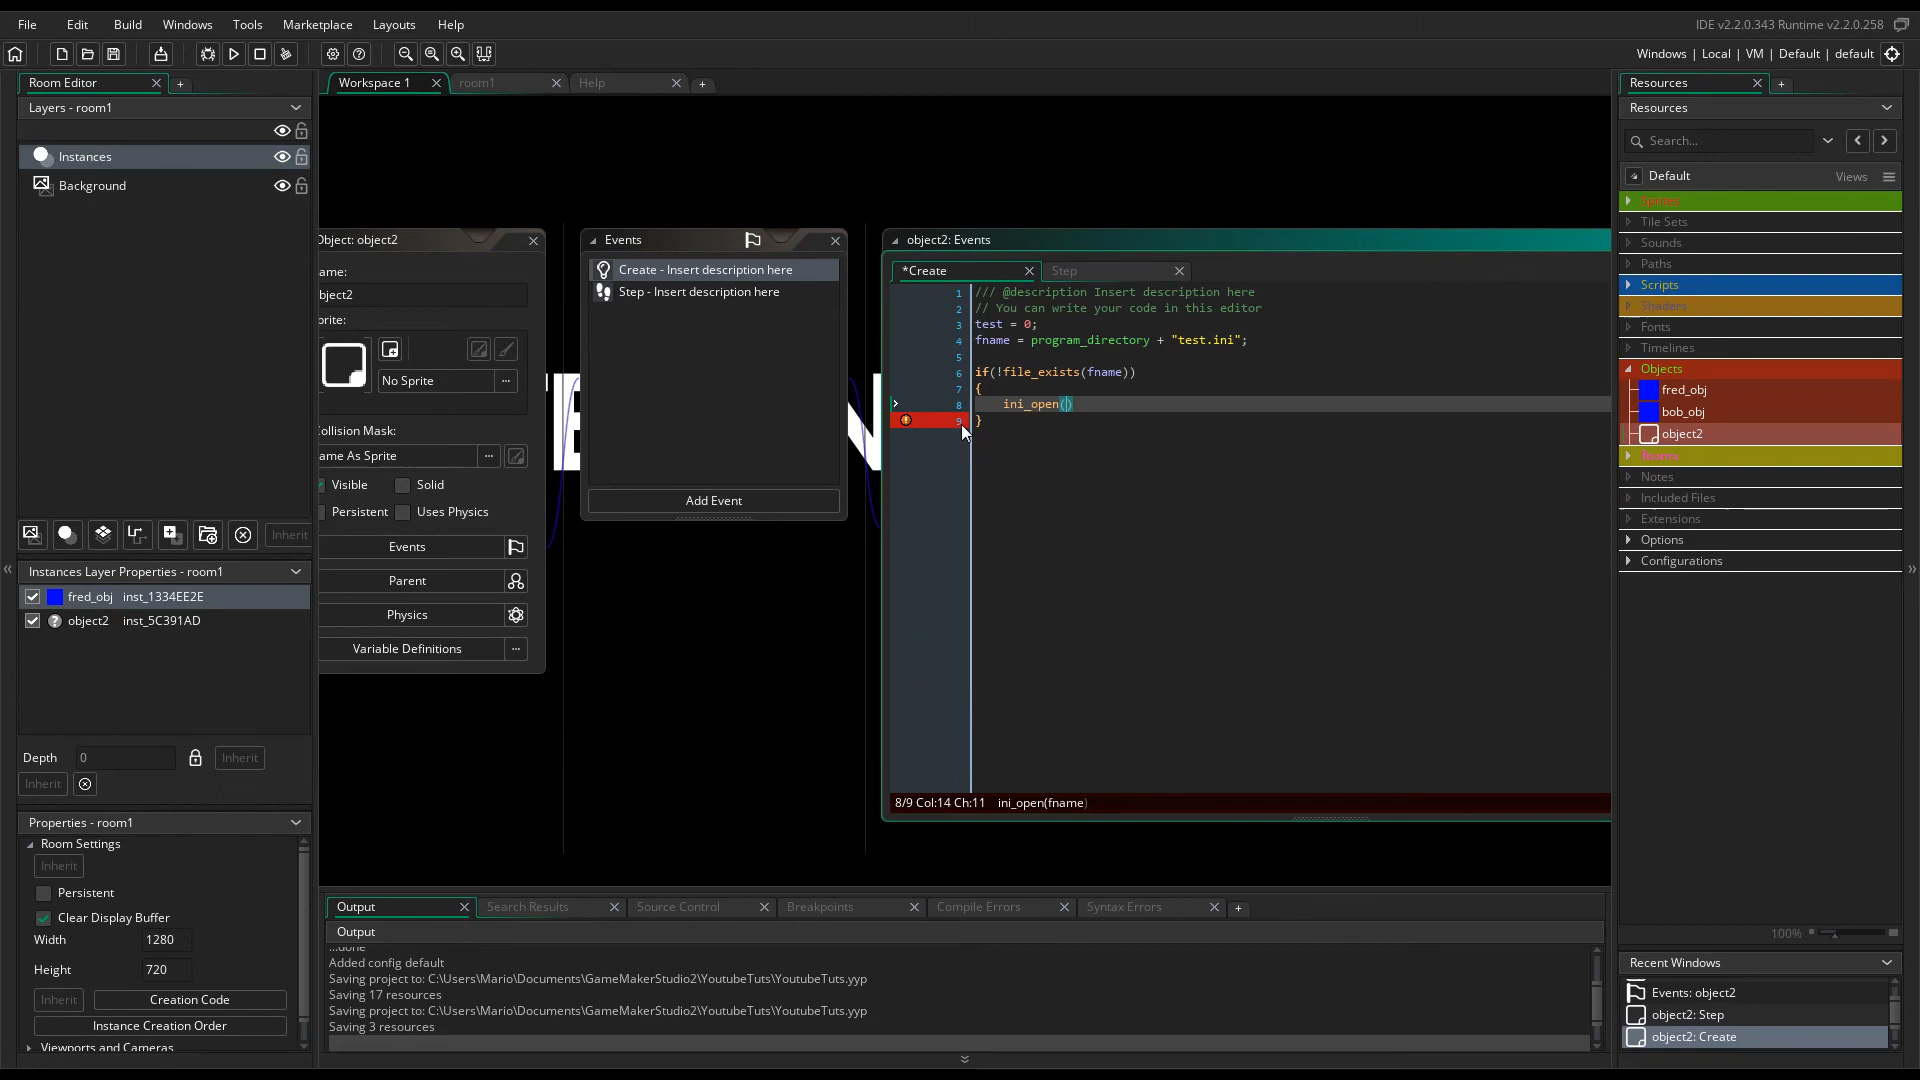 File Edit Build Windows Tools Marketplace Layouts Help IDE v2.2.0.343 Runtime v2.2.0.258
Windows | Local | VM | Default | default
Room Editor
Layers - room1
Instances
Background
Instances Layer Properties - room1
fred_obj inst_1334EE2E
object2 inst_5C391AD
Depth 0 Inherit
Inherit
Inherit
Properties - room1
Room Settings
Inherit
Persistent
Clear Display Buffer
Width 1280
Height 720
Inherit Creation Code
Instance Creation Order
Viewports and Cameras
Workspace 1 room1 Help
Object: object2
ame:
bject2
rite:
No Sprite
ollision Mask:
ame As Sprite
Visible Solid
Persistent Uses Physics
Events
Parent
Physics
Variable Definitions
Events
Create - Insert description here
Step - Insert description here
Add Event
object2: Events
*Create Step
1 /// @description Insert description here
2 // You can write your code in this editor
3 test = 0;
4 fname = program_directory + "test.ini";
5
6 if(!file_exists(fname))
7 {
8 ini_open()
9 }
8/9 Col:14 Ch:11 ini_open(fname)
Output Search Results Source Control Breakpoints Compile Errors Syntax Errors
Output
...done
Added config default
Saving project to: C:\Users\Mario\Documents\GameMakerStudio2\YoutubeTuts\YoutubeTuts.yyp
Saving 17 resources
Saving project to: C:\Users\Mario\Documents\GameMakerStudio2\YoutubeTuts\YoutubeTuts.yyp
Saving 3 resources
Resources
Resources
Search...
Default Views
Sprites
Tile Sets
Sounds
Paths
Scripts
Shaders
Fonts
Timelines
Objects
fred_obj
bob_obj
object2
Notes
Included Files
Extensions
Options
Configurations
100%
Recent Windows
Events: object2
object2: Step
object2: Create